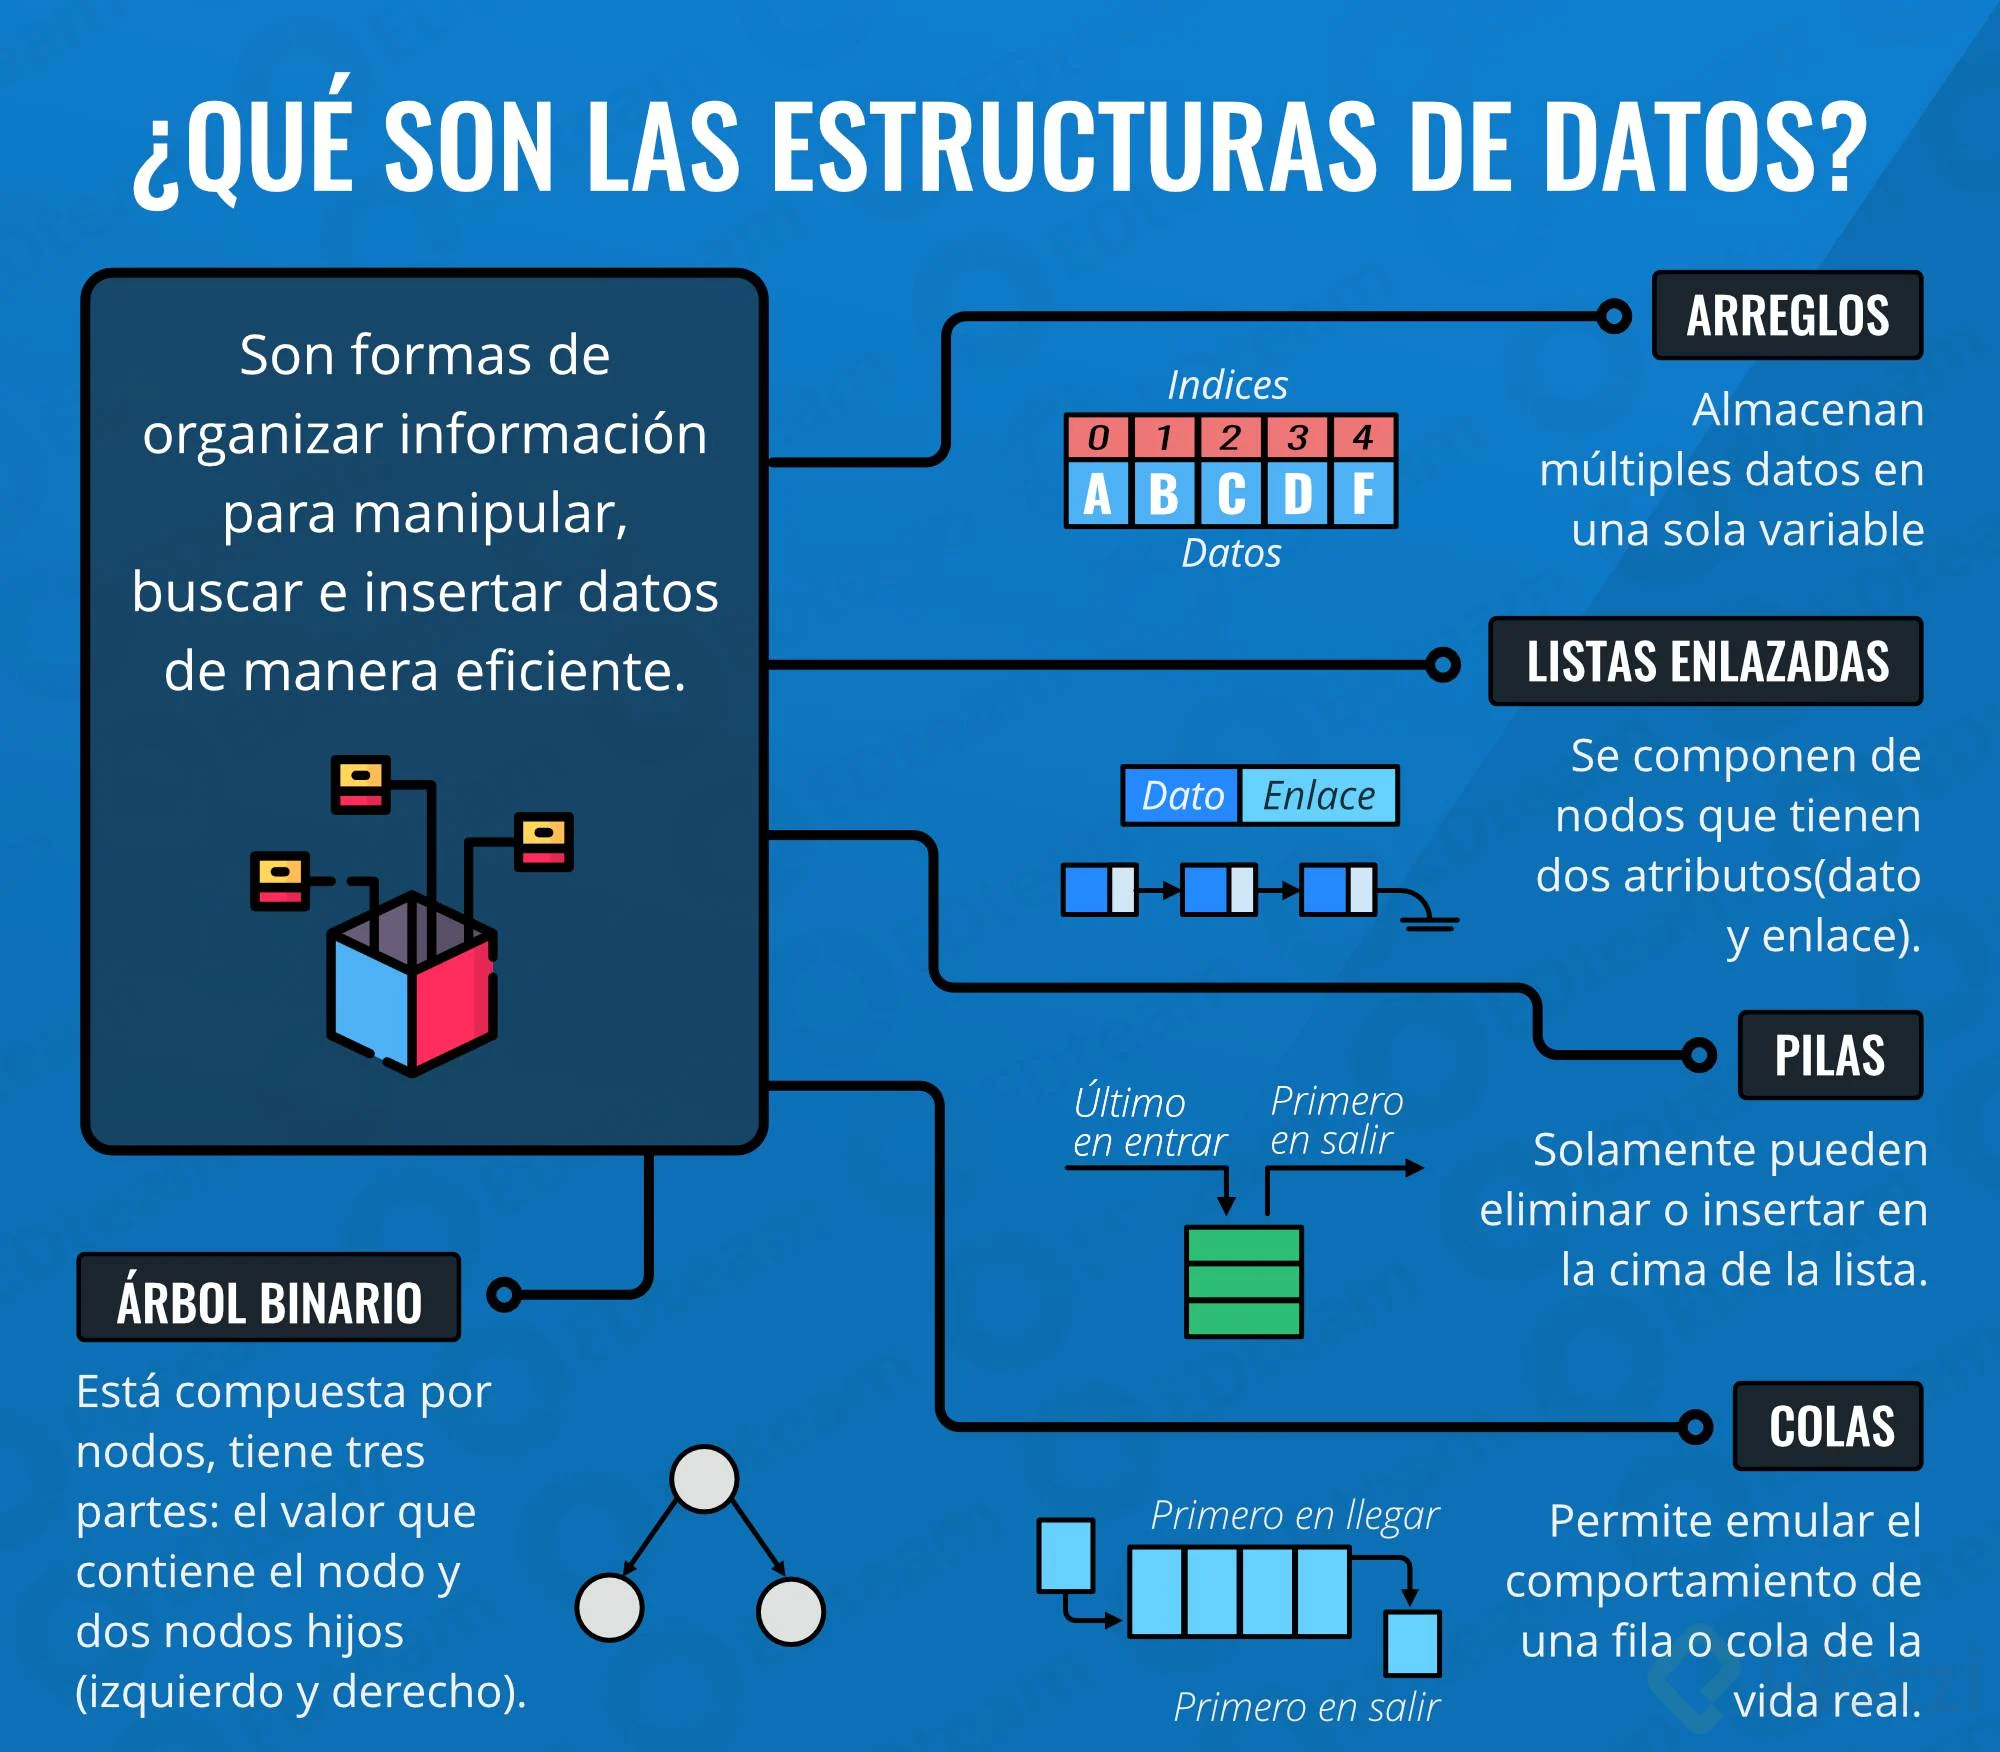 ¿QUÉ SON LAS ESTRUCTURAS DE DATOS?
Son formas de
organizar información
para manipular,
buscar e insertar datos
de manera eficiente.
ARREGLOS
Almacenan
múltiples datos en
una sola variable
Indices
0 1 2 3 4
A B C D F
Datos
LISTAS ENLAZADAS
Se componen de
nodos que tienen
dos atributos(dato
y enlace).
Dato Enlace
PILAS
Solamente pueden
eliminar o insertar en
la cima de la lista.
Último
en entrar
Primero
en salir
COLAS
Permite emular el
comportamiento de
una fila o cola de la
vida real.
Primero en llegar
Primero en salir
ÁRBOL BINARIO
Está compuesta por
nodos, tiene tres
partes: el valor que
contiene el nodo y
dos nodos hijos
(izquierdo y derecho).
EDteam